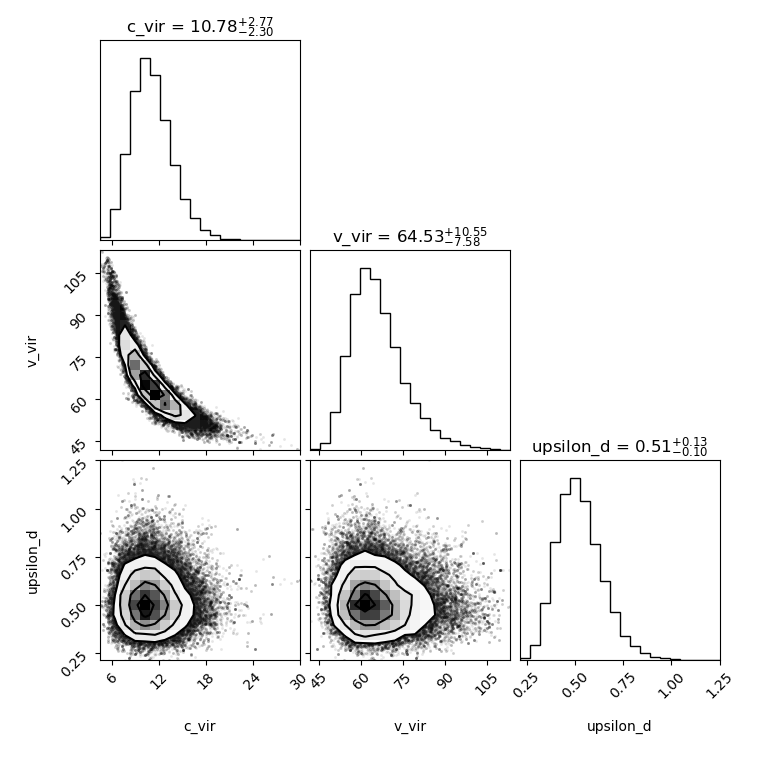 c_vir = 10.78+2.77−2.30
v_vir = 64.53+10.55−7.58
v_vir
105
90
75
60
45
upsilon_d = 0.51+0.13−0.10
upsilon_d
1.25
1.00
0.75
0.50
0.25
6 12 18 24 30
45 60 75 90 105
0.25 0.50 0.75 1.00 1.25
c_vir v_vir upsilon_d